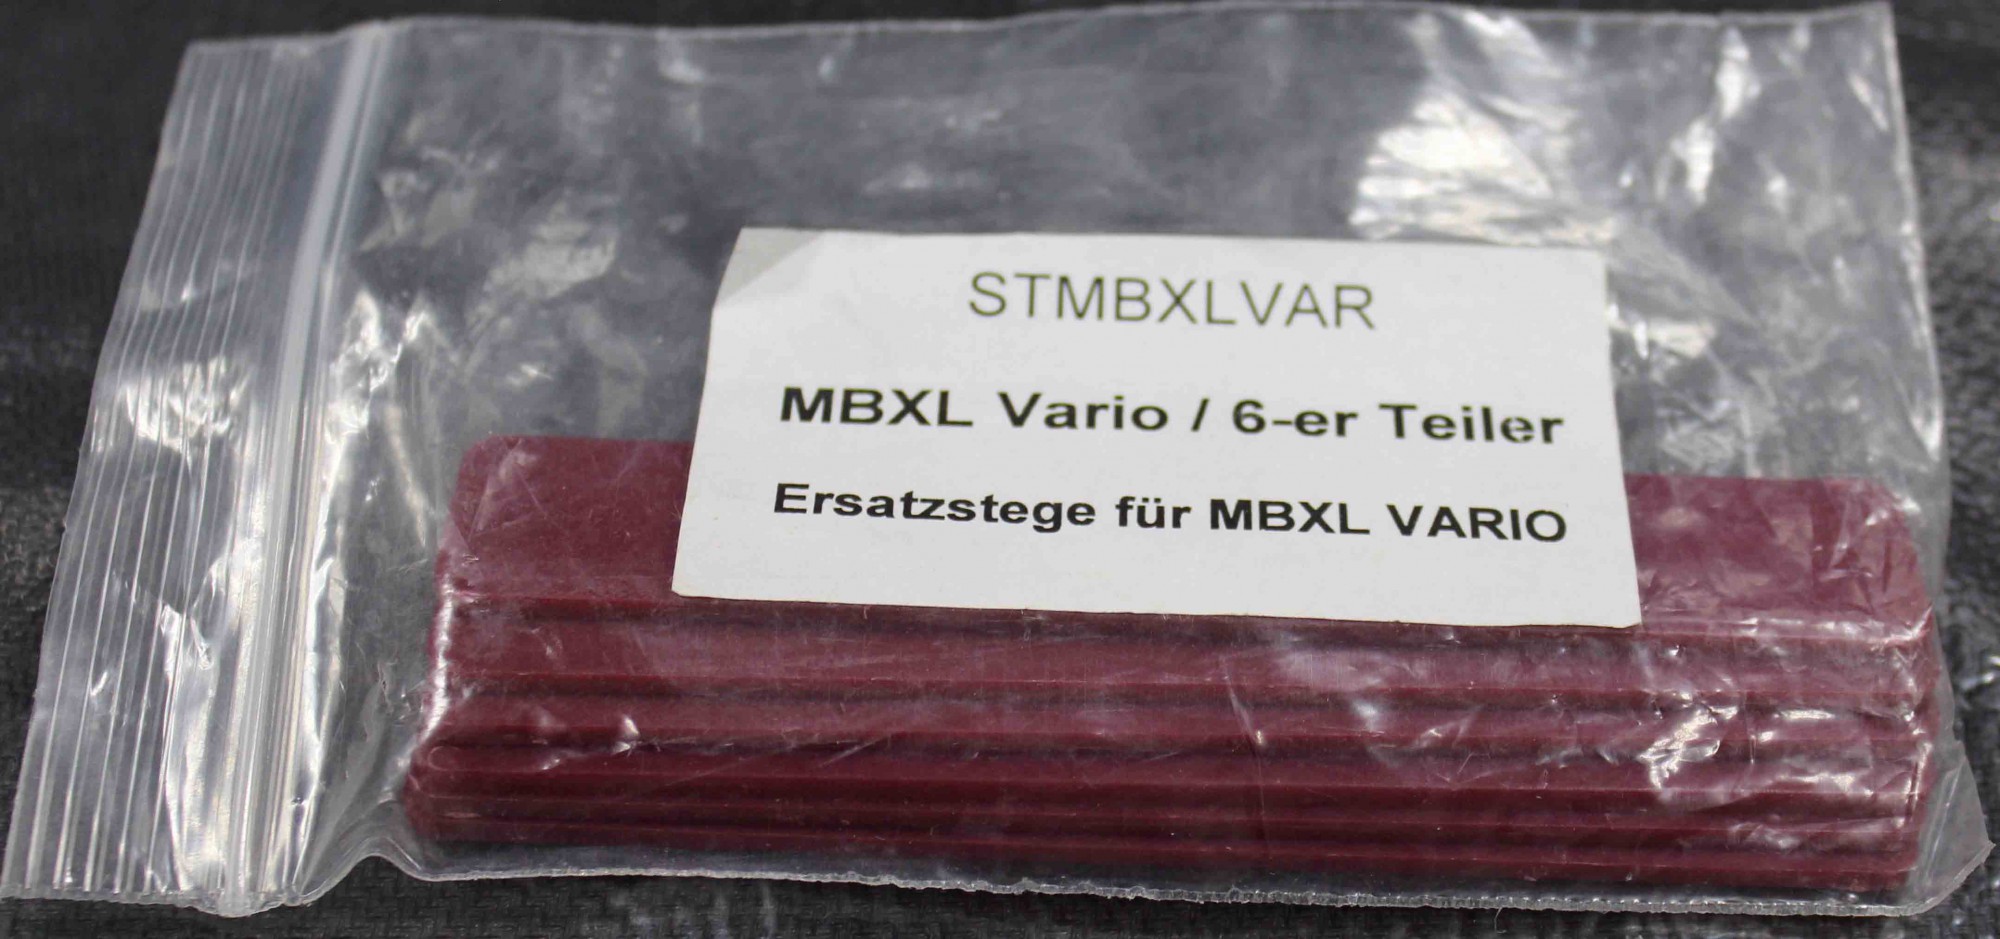 STMBXLVAR
MBXL Vario / 6-er Teiler
Ersatzstege für MBXL VARIO